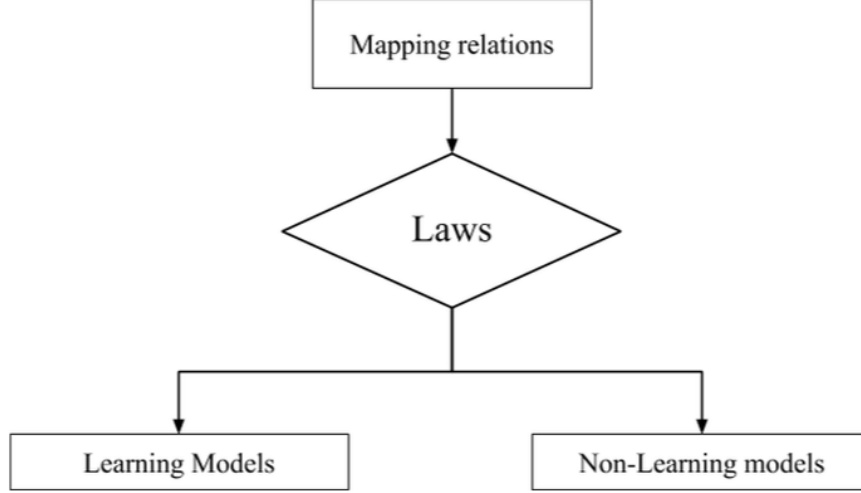 Mapping relations
Laws
Learning Models
Non-Learning models